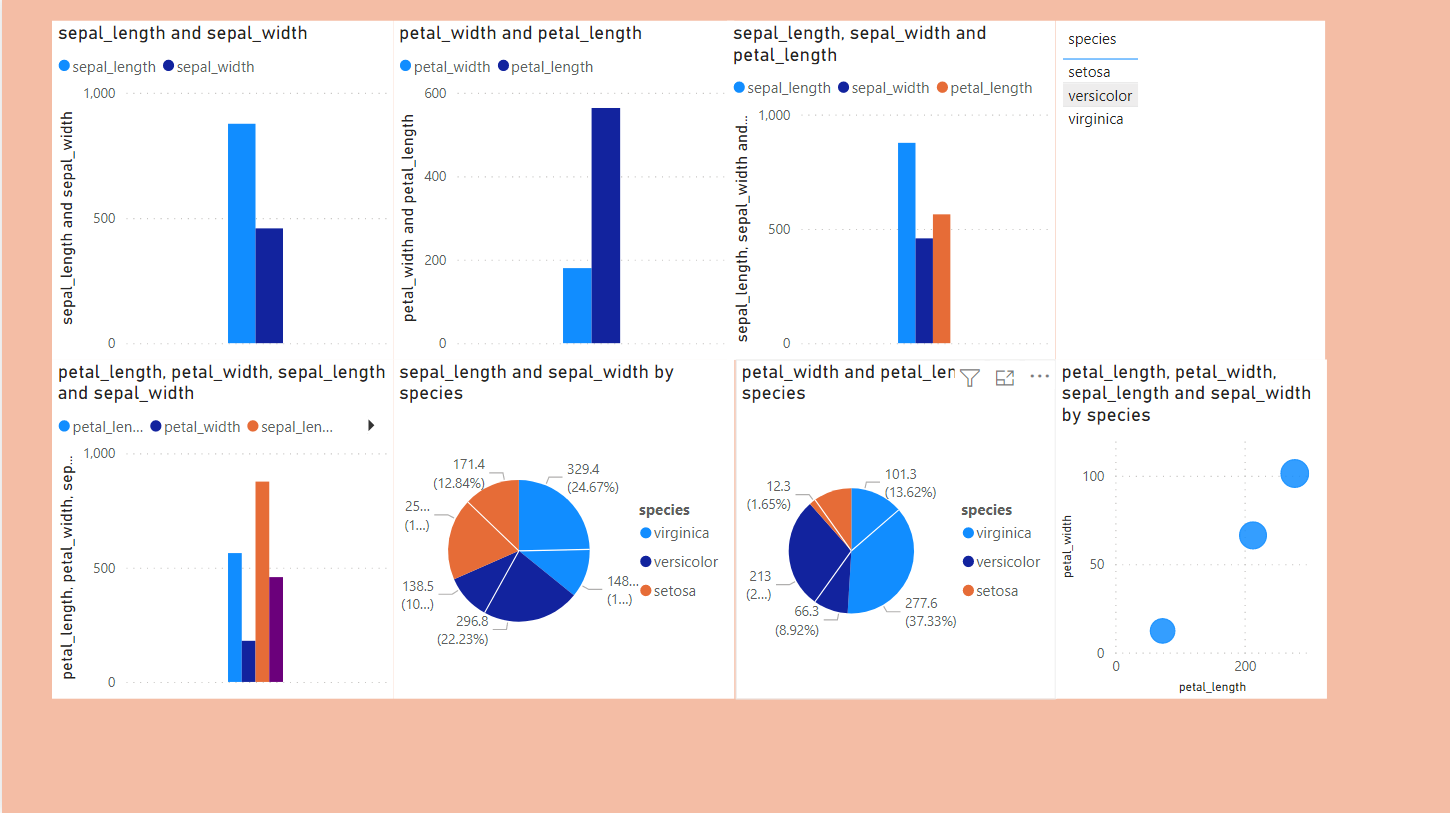 sepal_length and sepal_width
sepal_length sepal_width
1,000
500
0
sepal_length and sepal_width
petal_width and petal_length
petal_width petal_length
600
400
200
0
petal_width and petal_length
sepal_length, sepal_width and
petal_length
sepal_length sepal_width petal_length
1,000
500
0
sepal_length, sepal_width and...
species
setosa
versicolor
virginica
petal_length, petal_width, sepal_length
and sepal_width
petal_len... petal_width sepal_len...
1,000
500
0
petal_length, petal_width, sep...
sepal_length and sepal_width by
species
171.4
(12.84%)
329.4
(24.67%)
25...
(1...)
138.5
(10...)
296.8
(22.23%)
148...
(1...)
species
virginica
versicolor
setosa
petal_width and petal_len
species
12.3
(1.65%)
101.3
(13.62%)
213
(2...)
66.3
(8.92%)
277.6
(37.33%)
species
virginica
versicolor
setosa
petal_length, petal_width,
sepal_length and sepal_width
by species
100
50
0
petal_width
0 200
petal_length